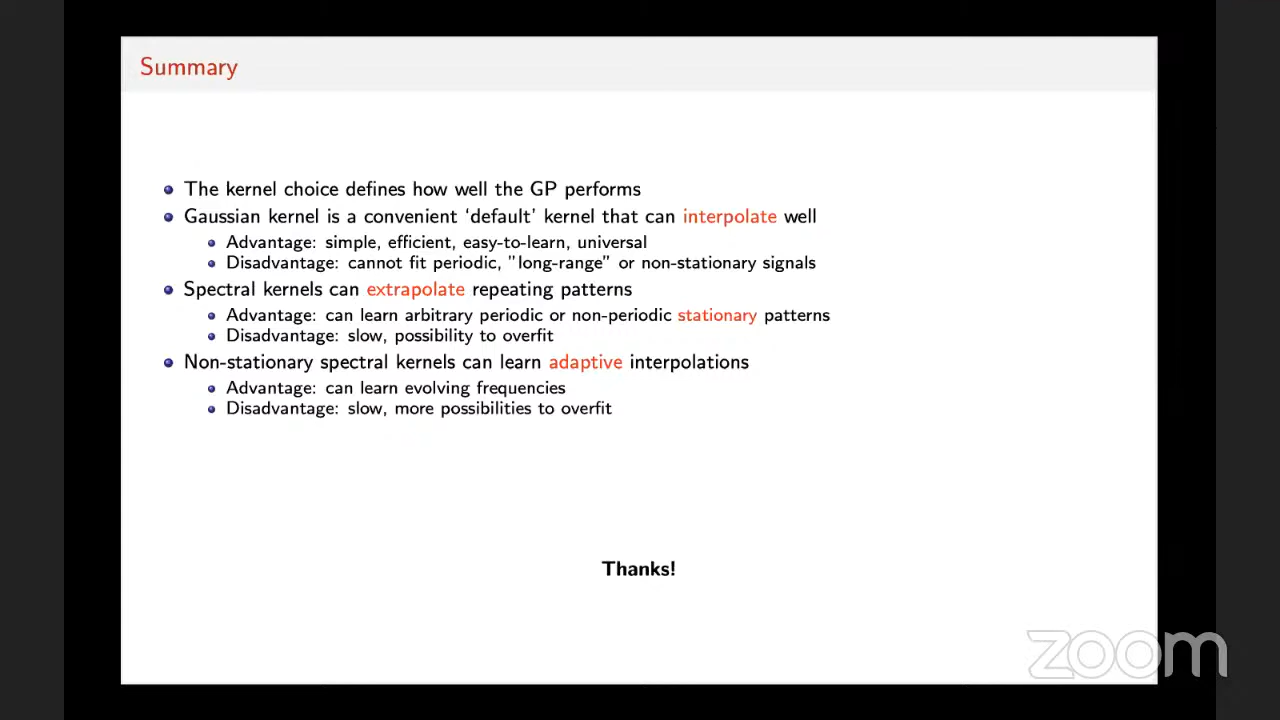 Summary
The kernel choice defines how well the GP performs
Gaussian kernel is a convenient ‘default’ kernel that can interpolate well
Advantage: simple, efficient, easy-to-learn, universal
Disadvantage: cannot fit periodic, ”long-range” or non-stationary signals
Spectral kernels can extrapolate repeating patterns
Advantage: can learn arbitrary periodic or non-periodic stationary patterns
Disadvantage: slow, possibility to overfit
Non-stationary spectral kernels can learn adaptive interpolations
Advantage: can learn evolving frequencies
Disadvantage: slow, more possibilities to overfit
Thanks!
zoom